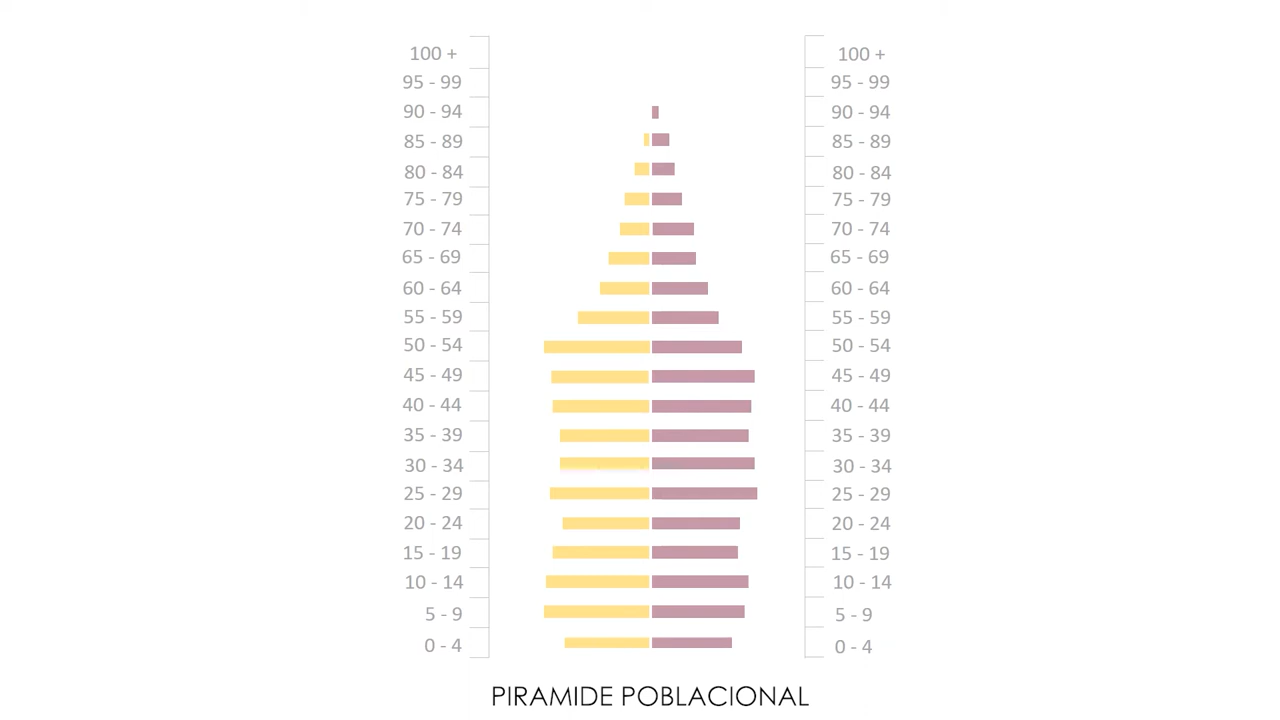 100 + 100 +
95 - 99 95 - 99
90 - 94 90 - 94
85 - 89 85 - 89
80 - 84 80 - 84
75 - 79 75 - 79
70 - 74 70 - 74
65 - 69 65 - 69
60 - 64 60 - 64
55 - 59 55 - 59
50 - 54 50 - 54
45 - 49 45 - 49
40 - 44 40 - 44
35 - 39 35 - 39
30 - 34 30 - 34
25 - 29 25 - 29
20 - 24 20 - 24
15 - 19 15 - 19
10 - 14 10 - 14
5 - 9 5 - 9
0 - 4 0 - 4
PIRAMIDE POBLACIONAL